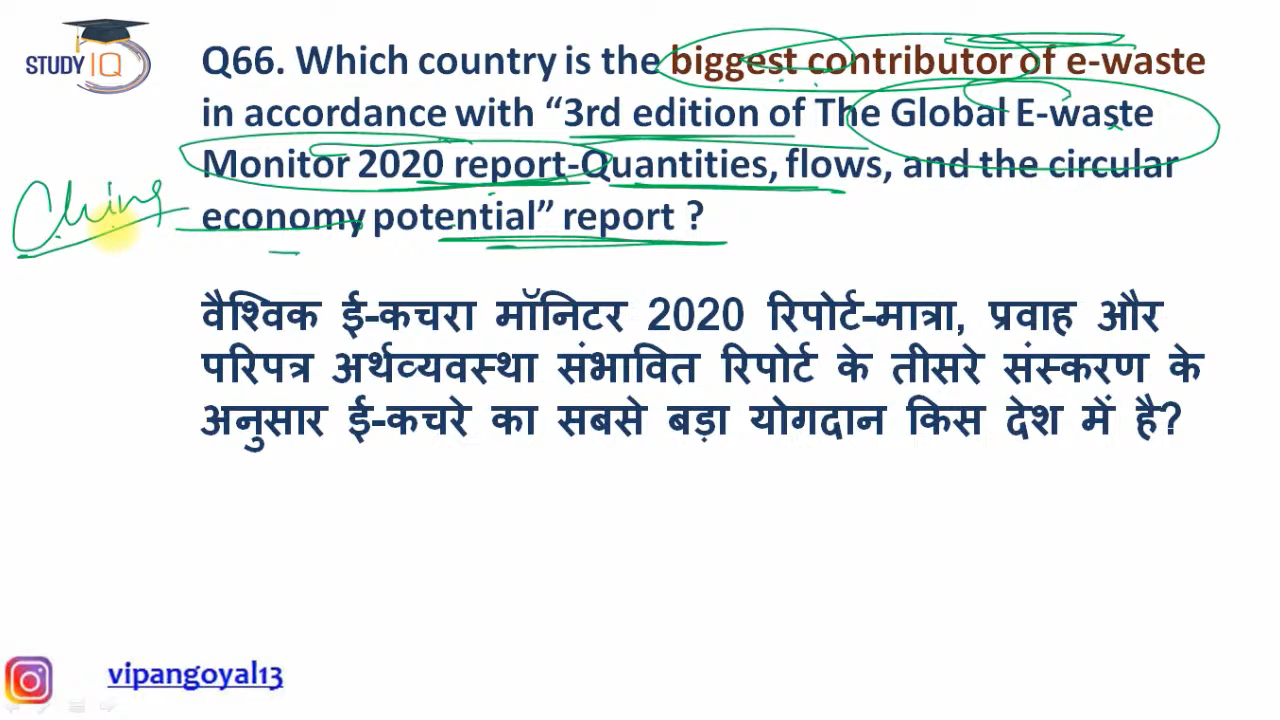 STUDY IQ
Q66. Which country is the biggest contributor of e-waste
in accordance with “3rd edition of The Global E-waste
Monitor 2020 report-Quantities, flows, and the circular
economy potential” report ?
China
वैश्विक ई-कचरा मॉनिटर 2020 रिपोर्ट-मात्रा, प्रवाह और
परिपत्र अर्थव्यवस्था संभावित रिपोर्ट के तीसरे संस्करण के
अनुसार ई-कचरे का सबसे बड़ा योगदान किस देश में है?
vipangoyal13